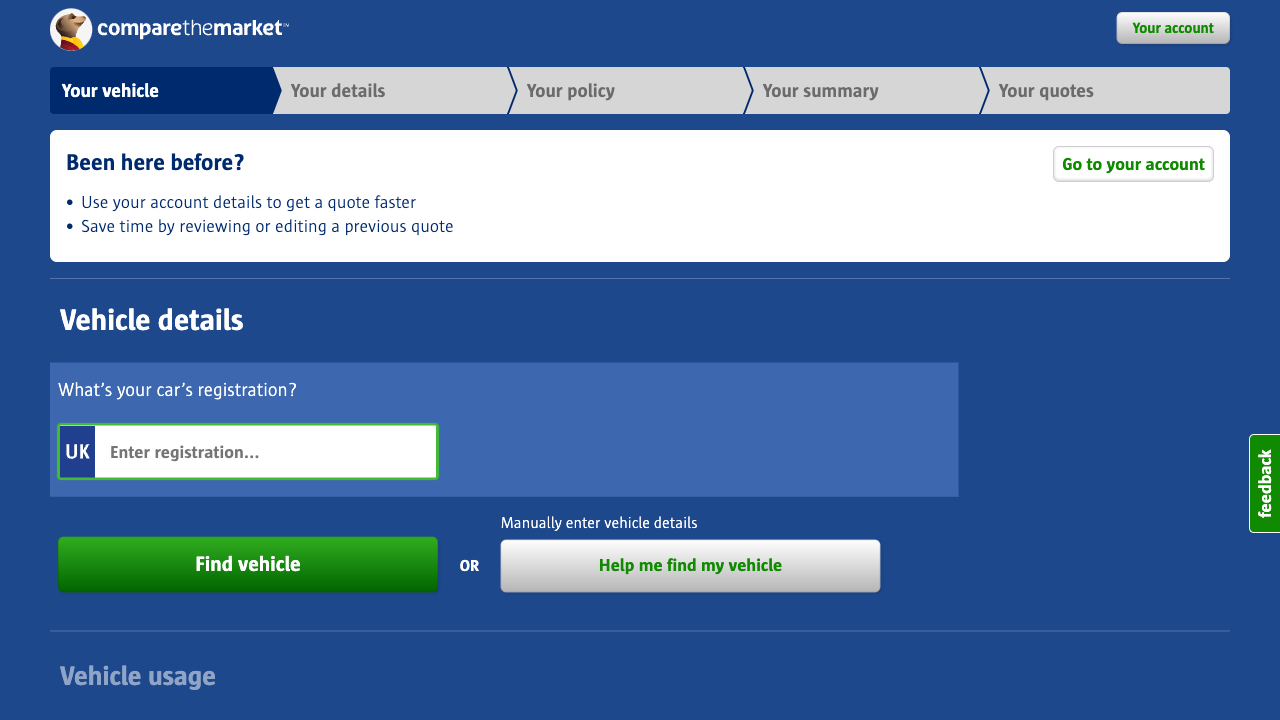 comparethemarket™
Your account
Your vehicle
Your details
Your policy
Your summary
Your quotes
Been here before?
Go to your account
• Use your account details to get a quote faster
• Save time by reviewing or editing a previous quote
Vehicle details
What's your car's registration?
UK
Enter registration...
feedback
Manually enter vehicle details
Find vehicle
OR
Help me find my vehicle
Vehicle usage